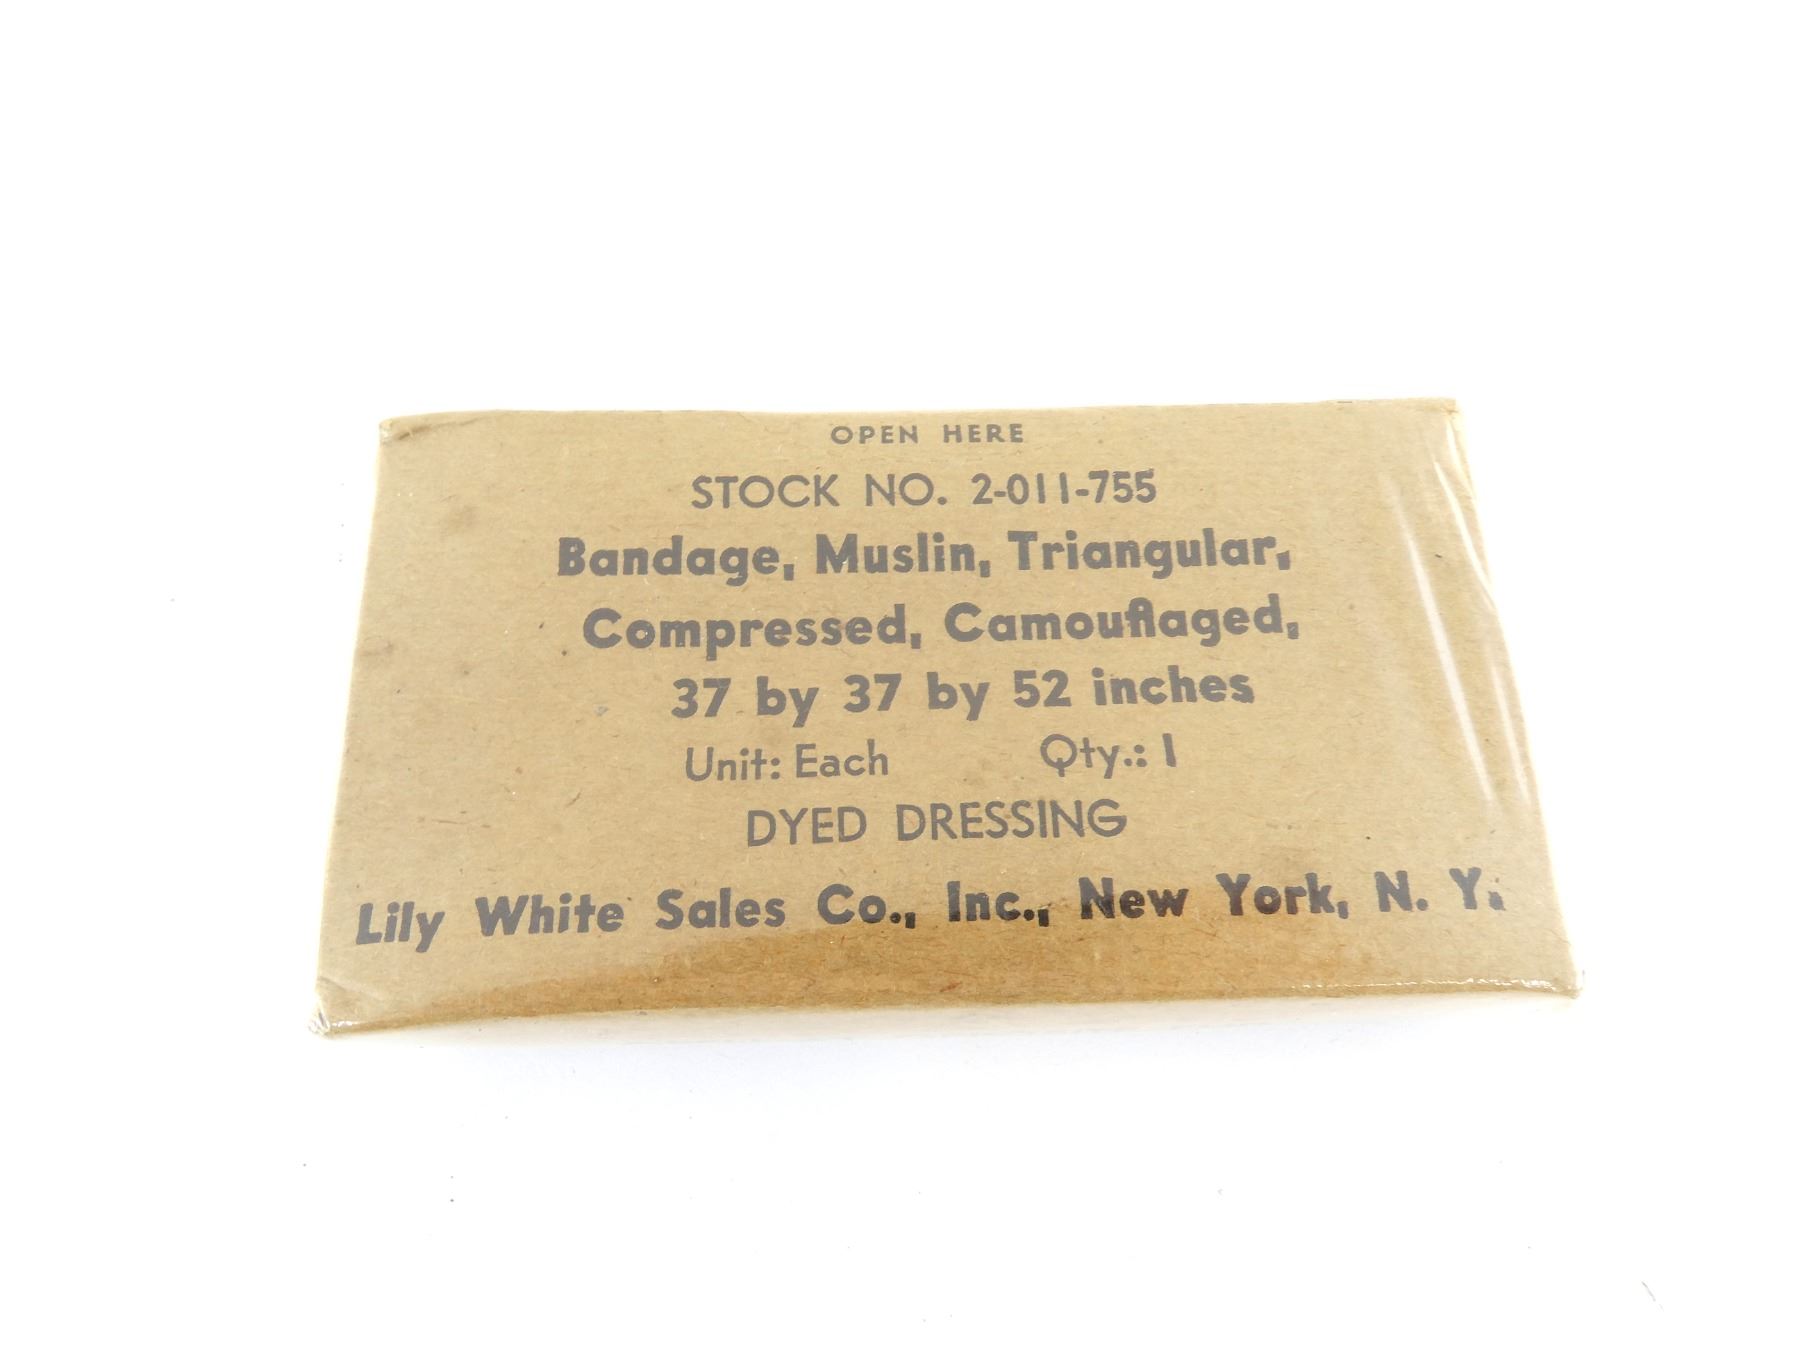 OPEN HERE
STOCK NO. 2-011-755
Bandage, Muslin, Triangular,
Compressed, Camouflaged,
37 by 37 by 52 inches
Unit: Each Qty.: 1
DYED DRESSING
Lily White Sales Co., Inc., New York, N. Y.